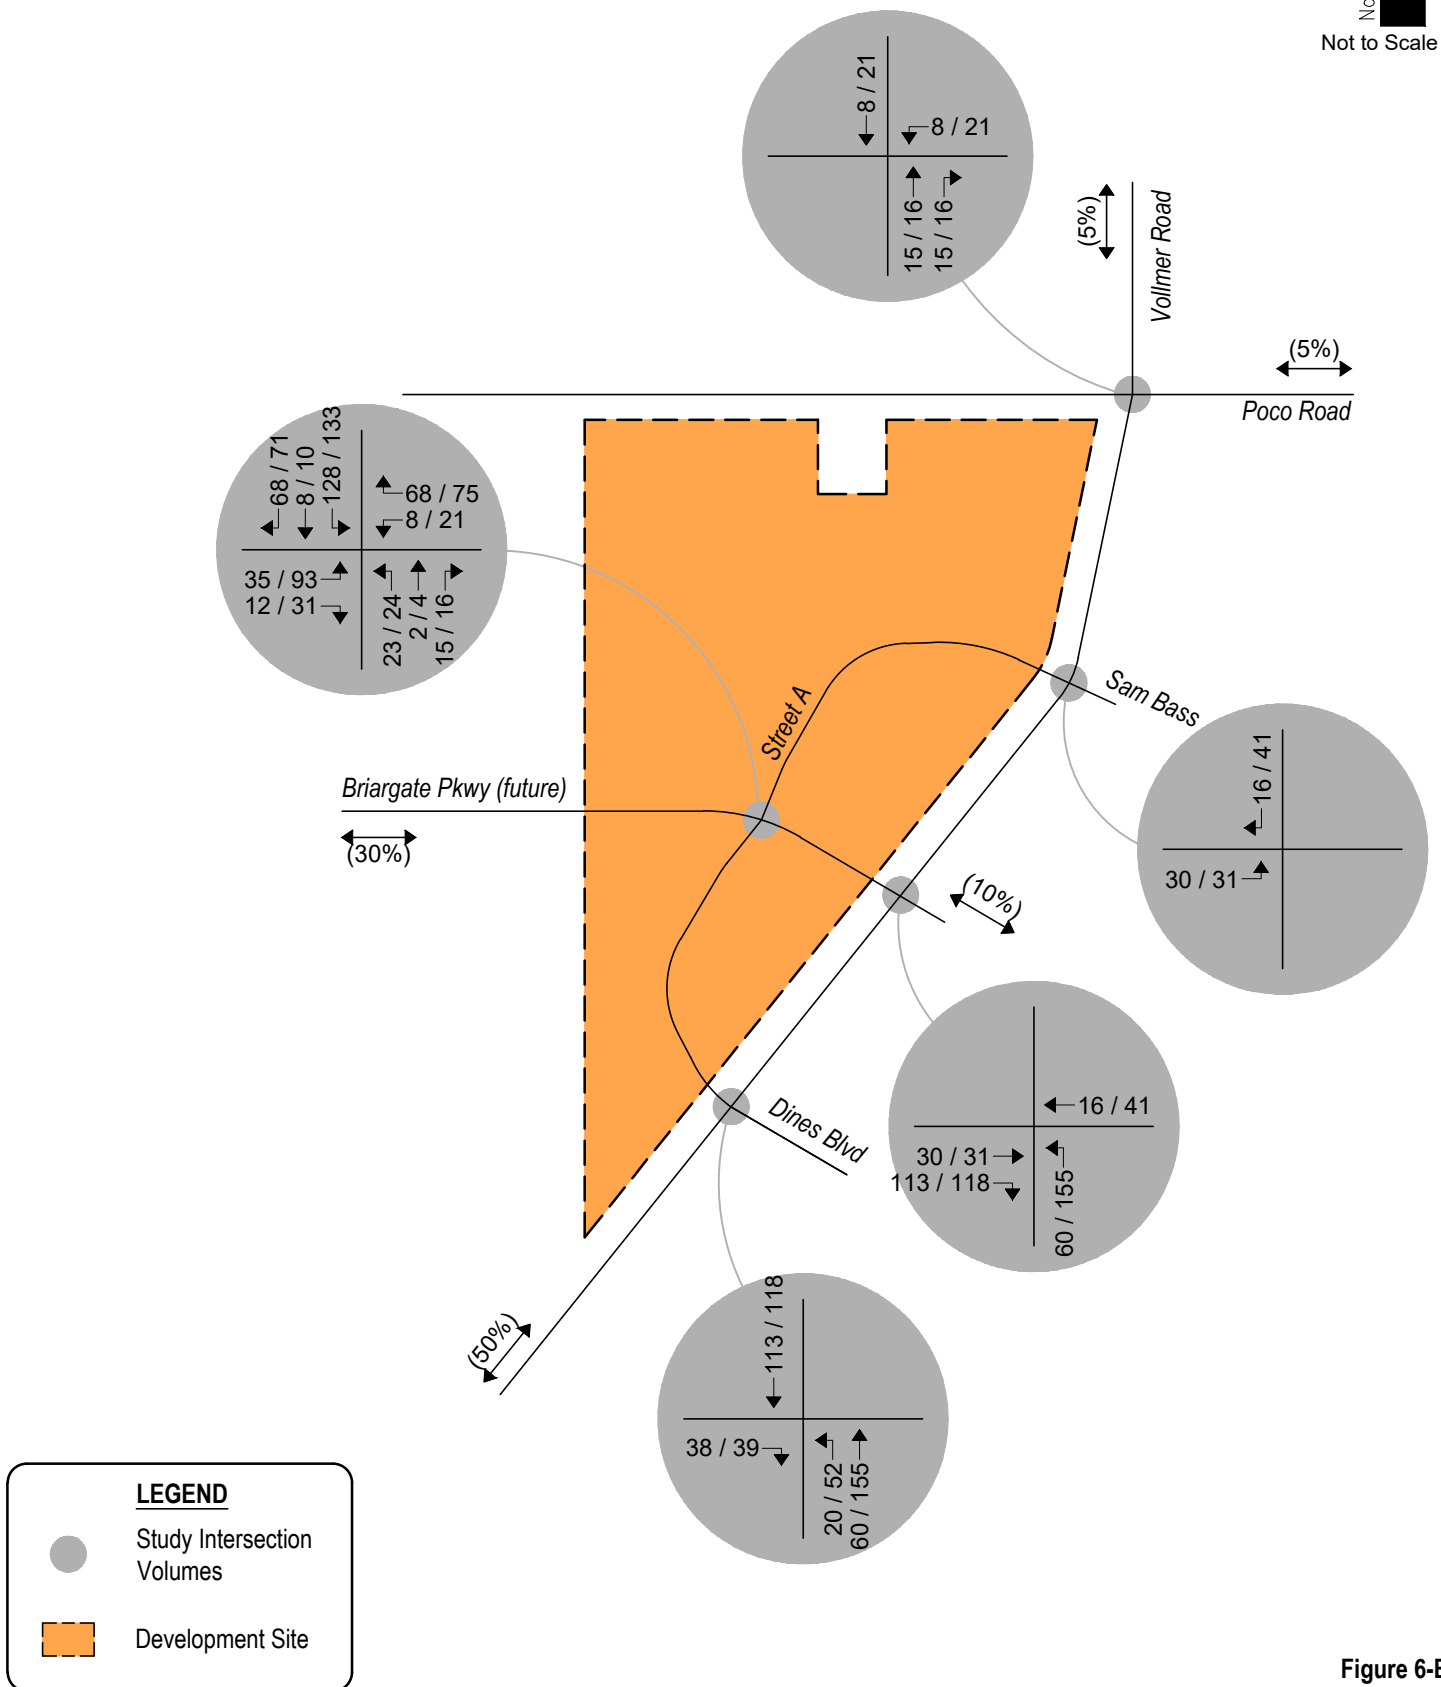 No
Not to Scale
8 / 21
8 / 21
15 / 16
15 / 16
(5%)
Vollmer Road
(5%)
Poco Road
68 / 71
8 / 10
128 / 133
68 / 75
8 / 21
35 / 93
12 / 31
23 / 24
2 / 4
15 / 16
Street A
Sam Bass
Briargate Pkwy (future)
(30%)
16 / 41
30 / 31
(10%)
16 / 41
30 / 31
113 / 118
60 / 155
Dines Blvd
(50%)
113 / 118
38 / 39
20 / 52
60 / 155
LEGEND
Study Intersection
Volumes
Development Site
Figure 6-B